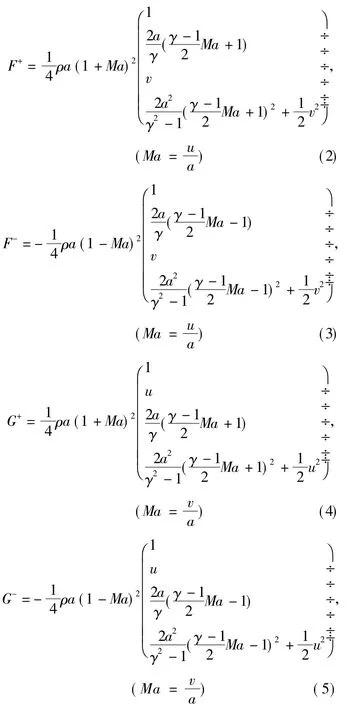 F⁺ = 1/4 ρa (1 + Ma)² ( 1
2a/γ ( (γ − 1)/2 Ma + 1)
v
2a²/(γ² − 1) ( (γ − 1)/2 Ma + 1) ² + 1/2 v² ) ÷ ÷ ÷ ÷ ÷ ÷ ÷ ,
(Ma = u/a) (2)
F⁻ = − 1/4 ρa (1 − Ma)² ( 1
2a/γ ( (γ − 1)/2 Ma − 1)
v
2a²/(γ² − 1) ( (γ − 1)/2 Ma − 1) ² + 1/2 v² ) ÷ ÷ ÷ ÷ ÷ ÷ ÷ ,
(Ma = u/a) (3)
G⁺ = 1/4 ρa (1 + Ma)² ( 1
u
2a/γ ( (γ − 1)/2 Ma + 1)
2a²/(γ² − 1) ( (γ − 1)/2 Ma + 1) ² + 1/2 u² ) ÷ ÷ ÷ ÷ ÷ ÷ ÷ ,
(Ma = v/a) (4)
G⁻ = − 1/4 ρa (1 − Ma)² ( 1
u
2a/γ ( (γ − 1)/2 Ma − 1)
2a²/(γ² − 1) ( (γ − 1)/2 Ma − 1) ² + 1/2 u² ) ÷ ÷ ÷ ÷ ÷ ÷ ÷ ,
( Ma = v/a) (5)